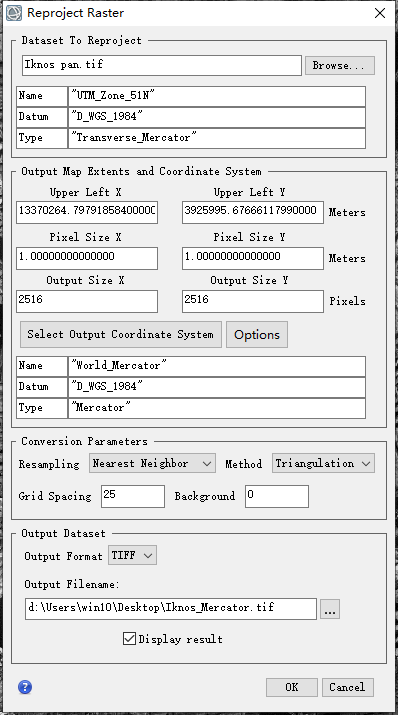 Reproject Raster
Dataset To Reproject
Iknos pan.tif
Browse...
Name "UTM_Zone_51N"
Datum "D_WGS_1984"
Type "Transverse_Mercator"
Output Map Extents and Coordinate System
Upper Left X Upper Left Y
13370264.79791858400000 3925995.67666117990000 Meters
Pixel Size X Pixel Size Y
1.00000000000000 1.00000000000000 Meters
Output Size X Output Size Y
2516 2516 Pixels
Select Output Coordinate System Options
Name "World_Mercator"
Datum "D_WGS_1984"
Type "Mercator"
Conversion Parameters
Resampling Nearest Neighbor Method Triangulation
Grid Spacing 25 Background 0
Output Dataset
Output Format TIFF
Output Filename:
d:\Users\win10\Desktop\Iknos_Mercator.tif ...
Display result
? OK Cancel